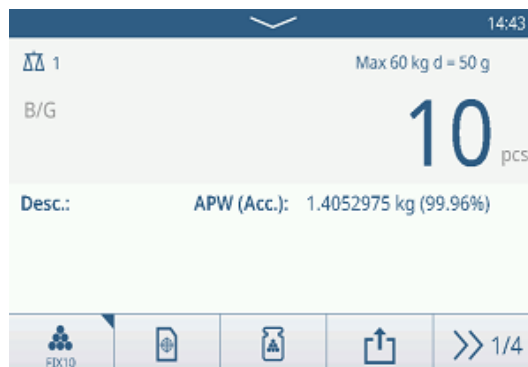 14:43
1 Max 60 kg d = 50 g
B/G
10 pcs
Desc.: APW (Acc.): 1.4052975 kg (99.96%)
FIX10 1/4